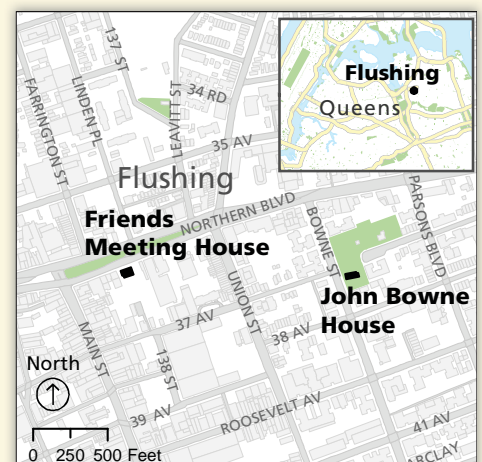 137 ST
FARRINGTON ST
LINDEN PL
LEAVITT ST
34 RD
35 AV
Flushing
Queens
Flushing
NORTHERN BLVD
PARSONS BLVD
Friends
Meeting House
BOWNE ST
UNION ST
John Bowne
House
37 AV
38 AV
MAIN ST
138 ST
North
39 AV
ROOSEVELT AV
41 AV
BARCLAY
0 250 500 Feet